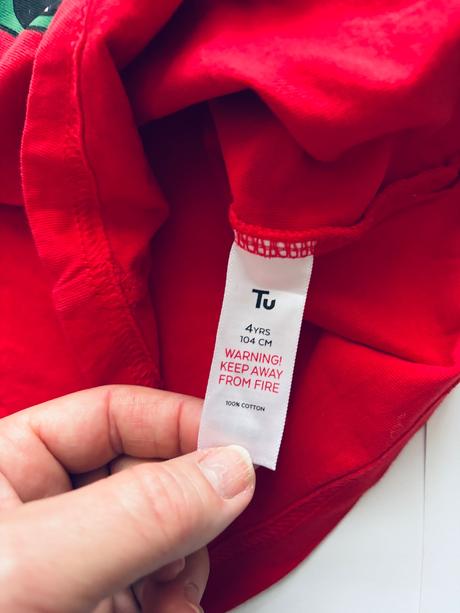 Tu
4YRS
104 CM
WARNING!
KEEP AWAY
FROM FIRE
100% COTTON